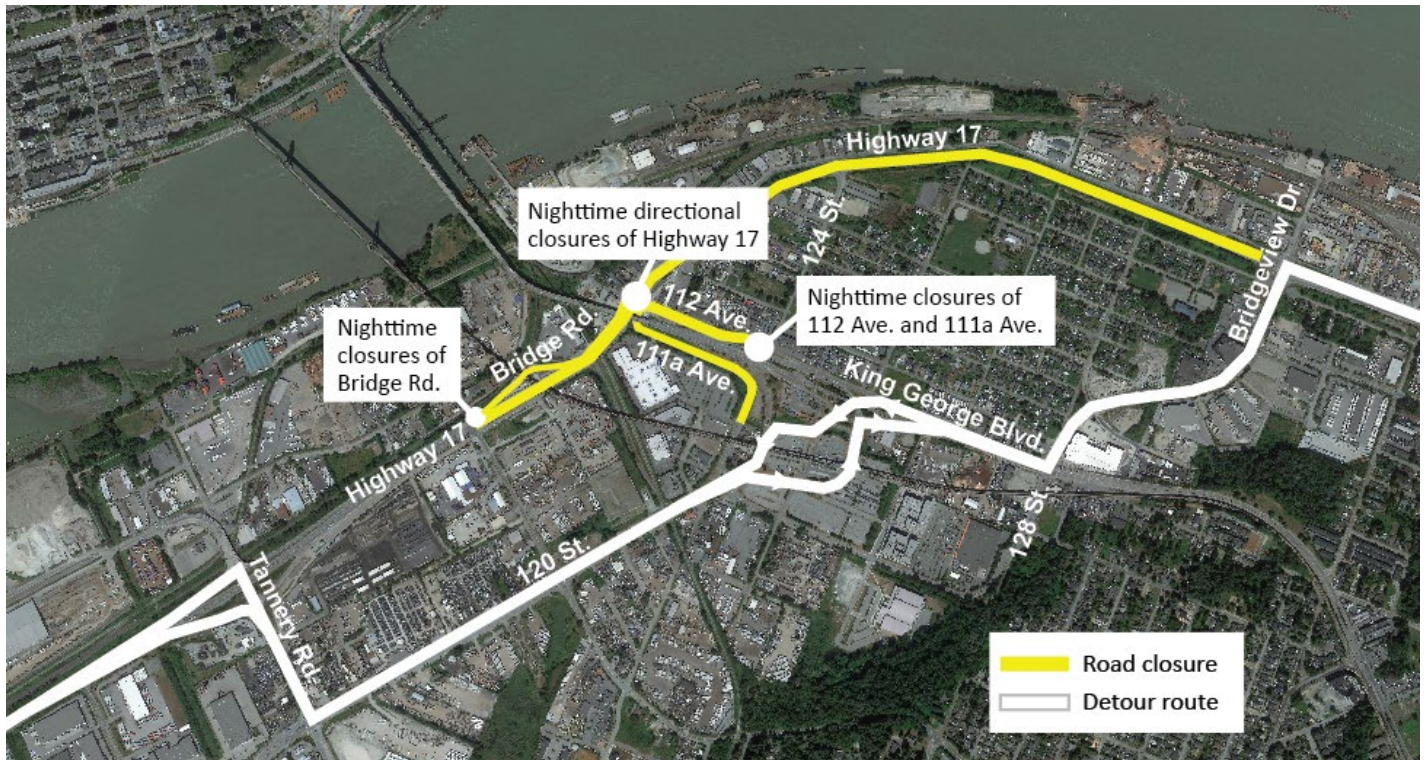 Highway 17
Nighttime directional
closures of Highway 17
124 St.
Bridgeview Dr
112 Ave.
Nighttime closures of
112 Ave. and 111a Ave.
Nighttime
closures of
Bridge Rd.
Bridge Rd.
111a Ave.
King George Blvd.
Highway 17
128 St.
120 St.
Tannery Rd.
Road closure
Detour route